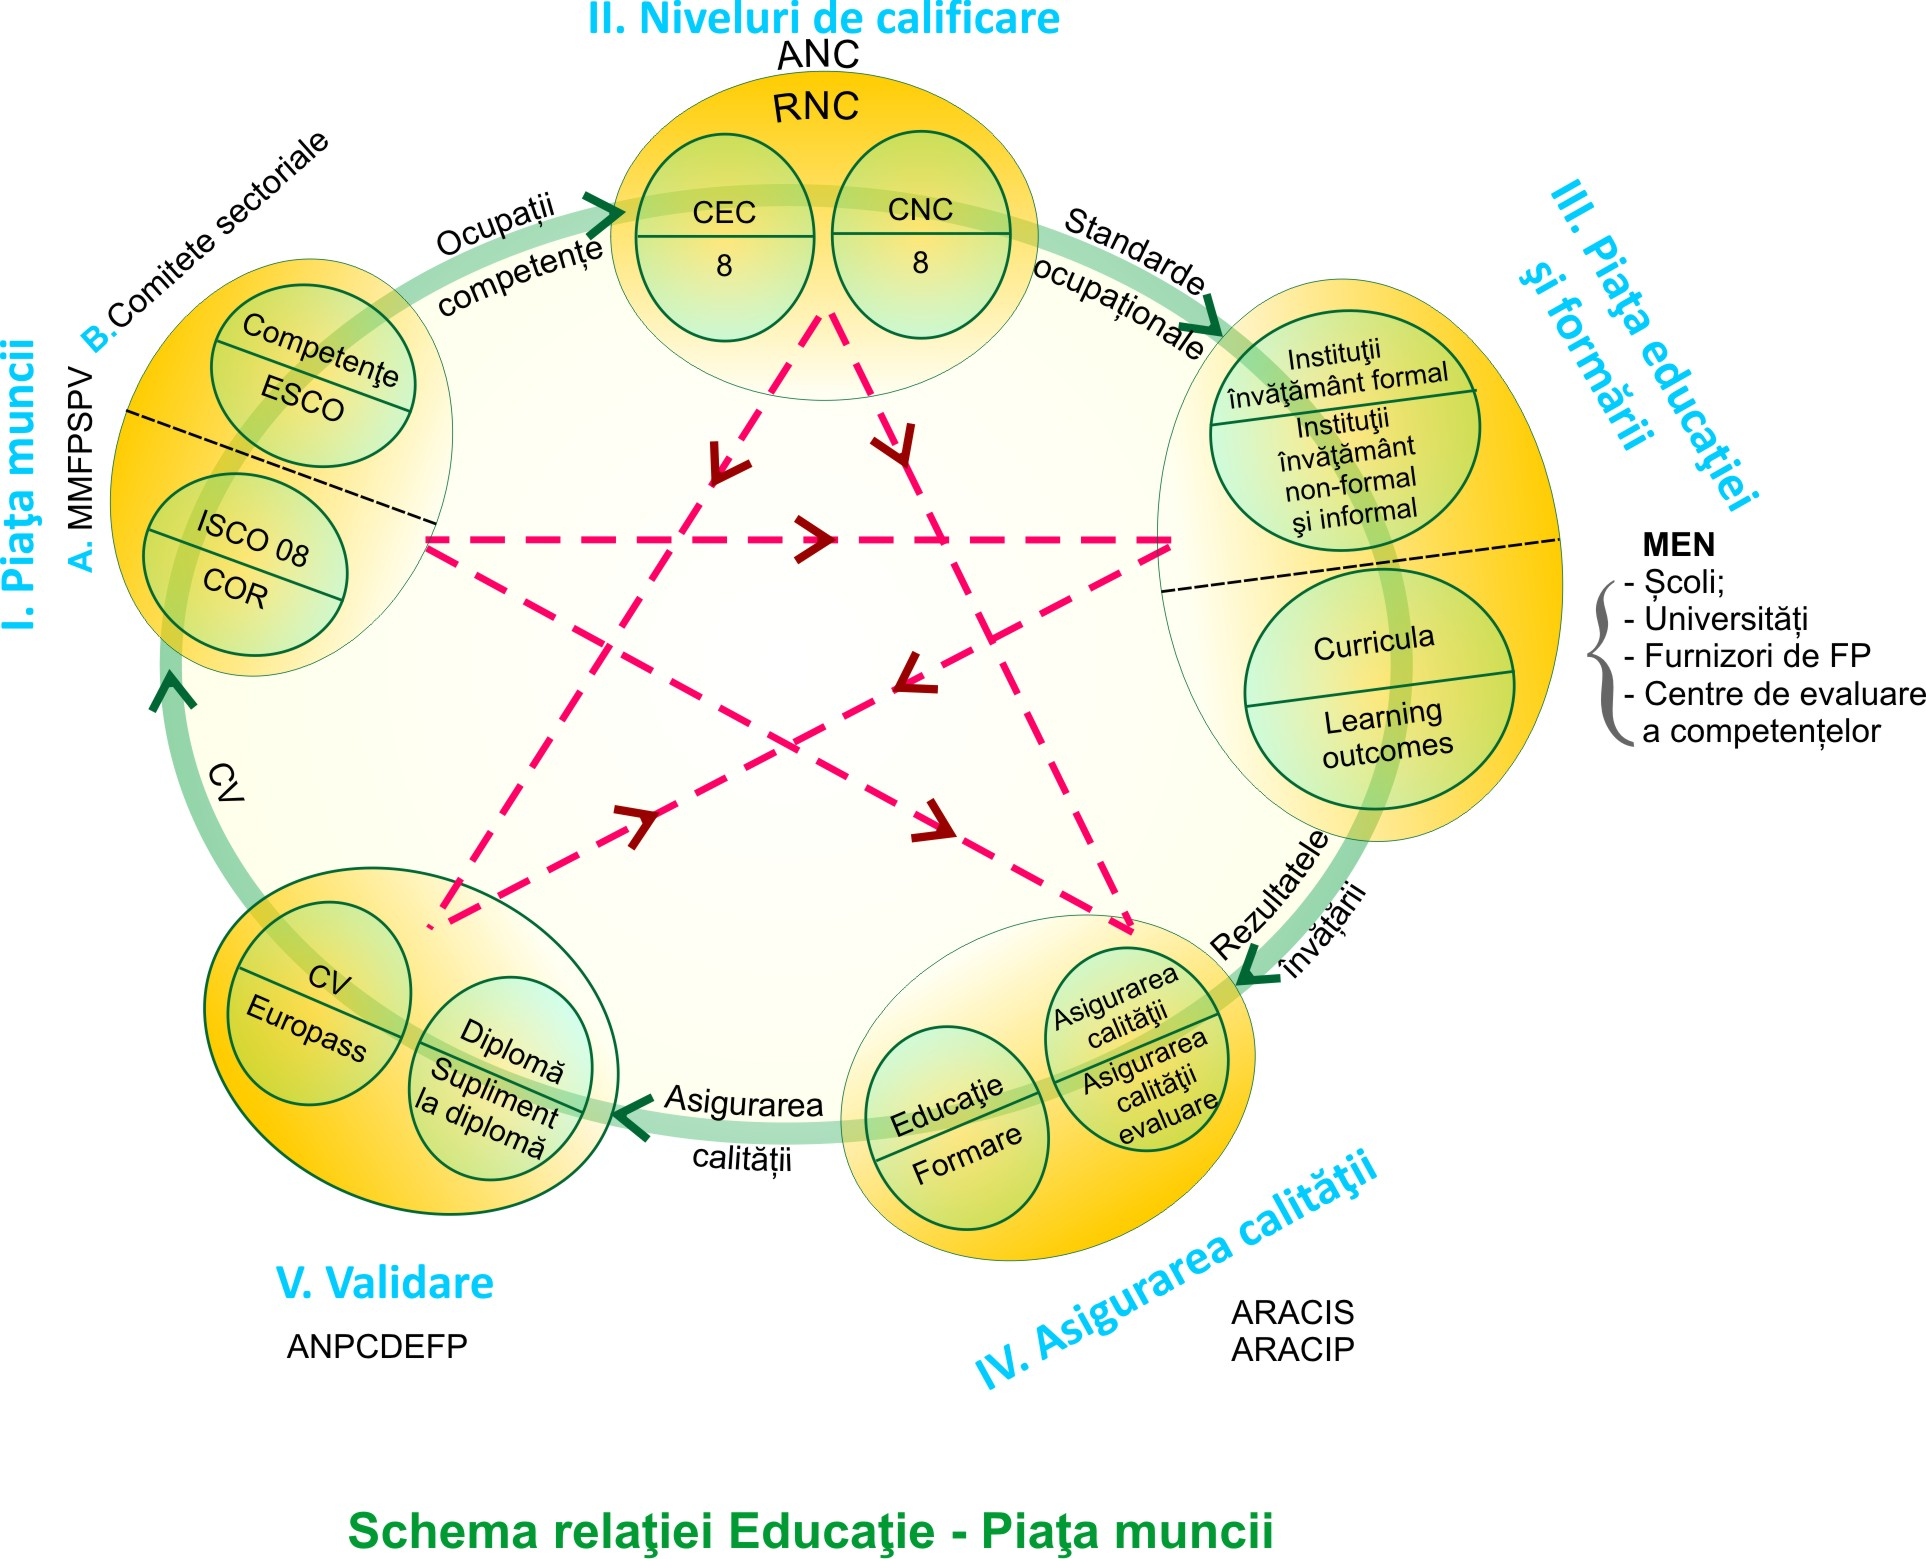 II. Niveluri de calificare
ANC
RNC
CEC
8
CNC
8
I. Piaţa muncii
A. MMFPSPV
B.Comitete sectoriale
Competenţe
ESCO
ISCO 08
COR
Ocupații
competențe
Standarde
ocupaționale
III. Piaţa educaţiei
şi formării
Instituţii
învăţământ formal
Instituţii
învăţământ
non-formal
şi informal
Curricula
Learning
outcomes
MEN
- Școli;
- Universități
- Furnizori de FP
- Centre de evaluare
a competențelor
Rezultatele
învățării
Asigurarea
calităţii
Asigurarea
calităţii
evaluare
Educaţie
Formare
IV. Asigurarea calităţii
ARACIS
ARACIP
Asigurarea
calității
CV
Europass
Diplomă
Supliment
la diplomă
V. Validare
ANPCDEFP
CV
Schema relaţiei Educaţie - Piaţa muncii